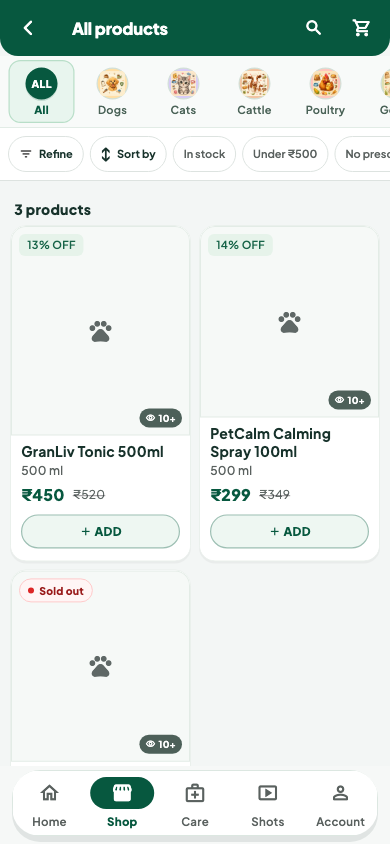 All products
ALL
All
Dogs
Cats
Cattle
Poultry
Refine
Sort by
In stock
Under ₹500
3 products
13% OFF
10+
GranLiv Tonic 500ml
500 ml
₹450 ₹520
+ ADD
14% OFF
10+
PetCalm Calming
Spray 100ml
500 ml
₹299 ₹349
+ ADD
Sold out
10+
Home
Shop
Care
Shots
Account